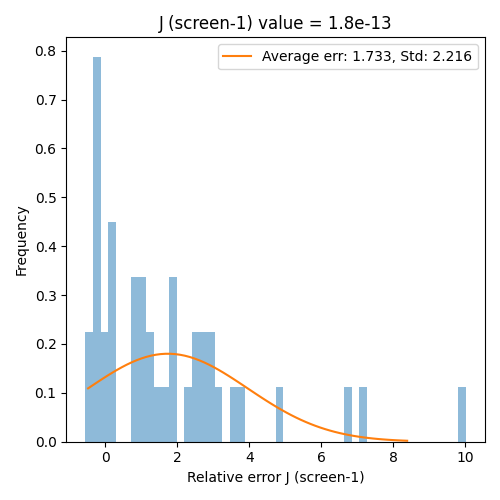 J (screen-1) value = 1.8e-13
Average err: 1.733, Std: 2.216
0.8
0.7
0.6
0.5
0.4
0.3
0.2
0.1
0.0
Frequency
0 2 4 6 8 10
Relative error J (screen-1)